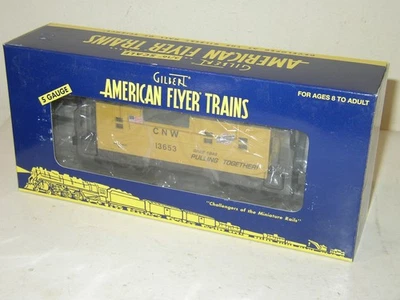 GILBERT
AMERICAN FLYER TRAINS
GILBERT
AMERICAN FLYER TRAINS
S GAUGE
FOR AGES 8 TO ADULT
CNW
13653
PULLING TOGETHER
"Challengers of the Miniature Rails"